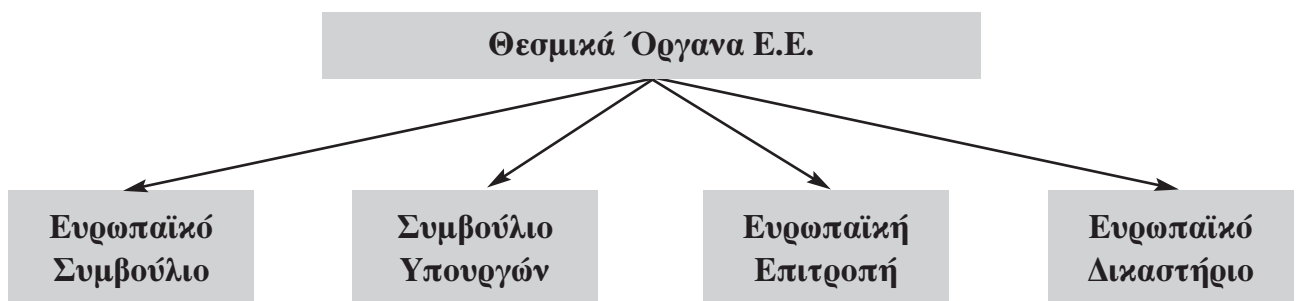 Θεσμικά Όργανα Ε.Ε.
Ευρωπαϊκό
Συμβούλιο
Συμβούλιο
Υπουργών
Ευρωπαϊκή
Επιτροπή
Ευρωπαϊκό
Δικαστήριο